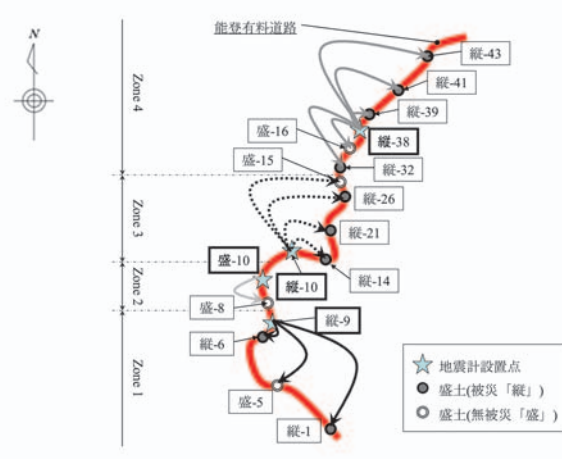 能登有料道路
N
縦-43
縦-41
Zone 4
縦-39
盛-16
縦-38
盛-15
縦-32
縦-26
Zone 3
縦-21
盛-10
縦-10
縦-14
Zone 2
盛-8
縦-9
縦-6
Zone 1
盛-5
縦-1
地震計設置点
盛土(被災「縦」)
盛土(無被災「盛」)